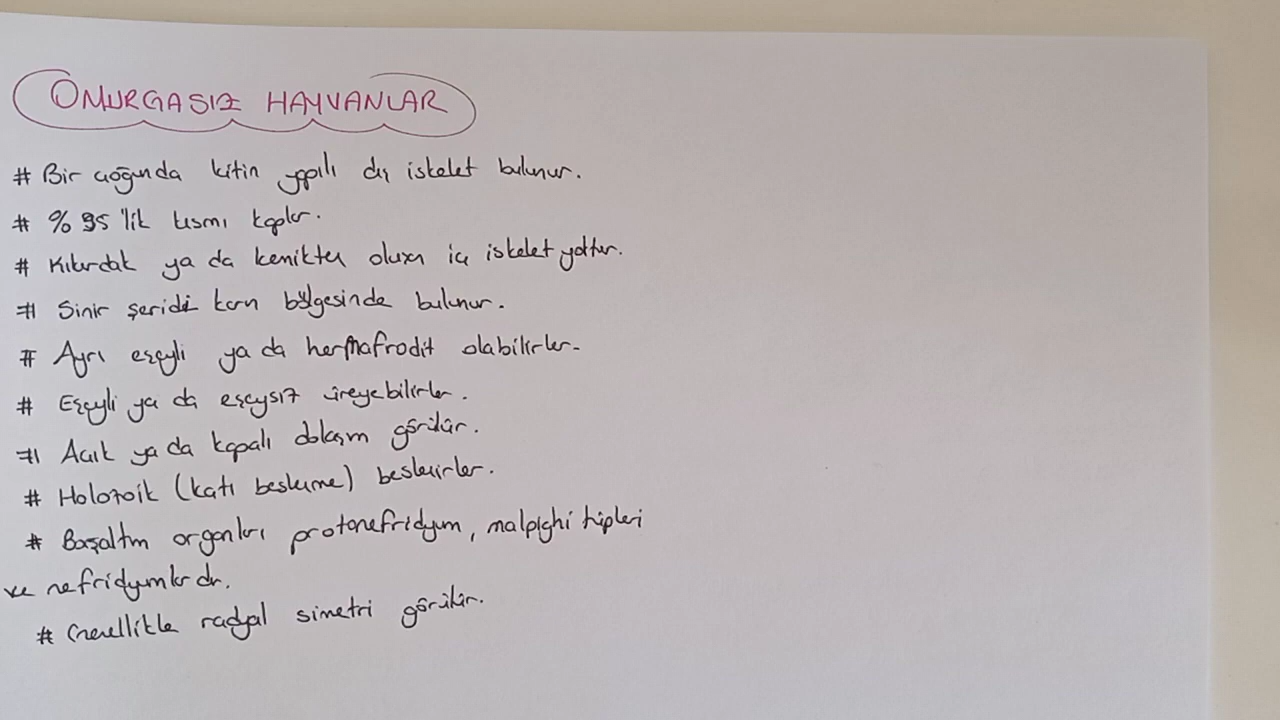 ÖMURGASIZ HAYVANLAR
# Bir çoğunda kitin yapılı dış iskelet bulunur.
# % 95 'lik kısmı kaplar.
# Kıkırdak ya da kemikten oluşan iç iskelet yoktur.
# Sinir şeridi karın bölgesinde bulunur.
# Ayrı eşeyli ya da hermafrodit olabilirler.
# Eşeyli ya da eşeysiz üreyebilirler.
# Açık ya da kapalı dolaşım görülür.
# Holozoik (katı beslenme) beslenirler.
# Boşaltım organları protonefridyum, malpighi tüpleri
ve nefridyumlardır.
# Genellikle radyal simetri görülür.